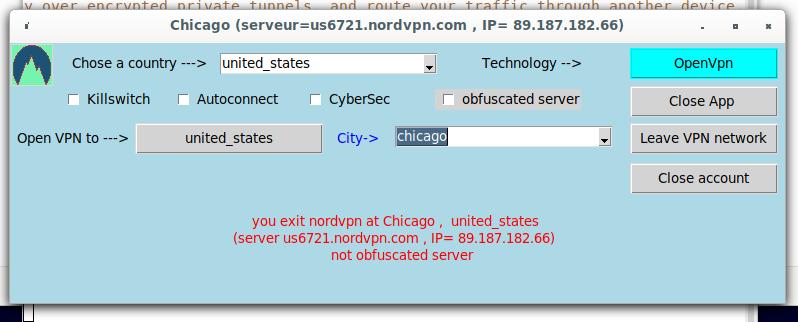 y over encrypted private tunnels, and route your traffic through another device
Chicago (serveur=us6721.nordvpn.com , IP= 89.187.182.66)
Chose a country ---> united_states Technology --> OpenVpn
Killswitch Autoconnect CyberSec obfuscated server Close App
Open VPN to ---> united_states City-> chicago Leave VPN network
Close account
you exit nordvpn at Chicago , united_states
(server us6721.nordvpn.com , IP= 89.187.182.66)
not obfuscated server